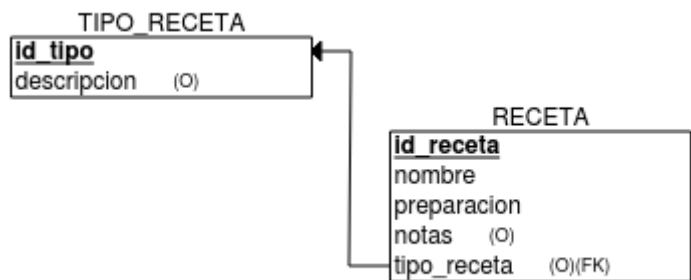 TIPO_RECETA
id_tipo
descripcion (O)
RECETA
id_receta
nombre
preparacion
notas (O)
tipo_receta (O)(FK)